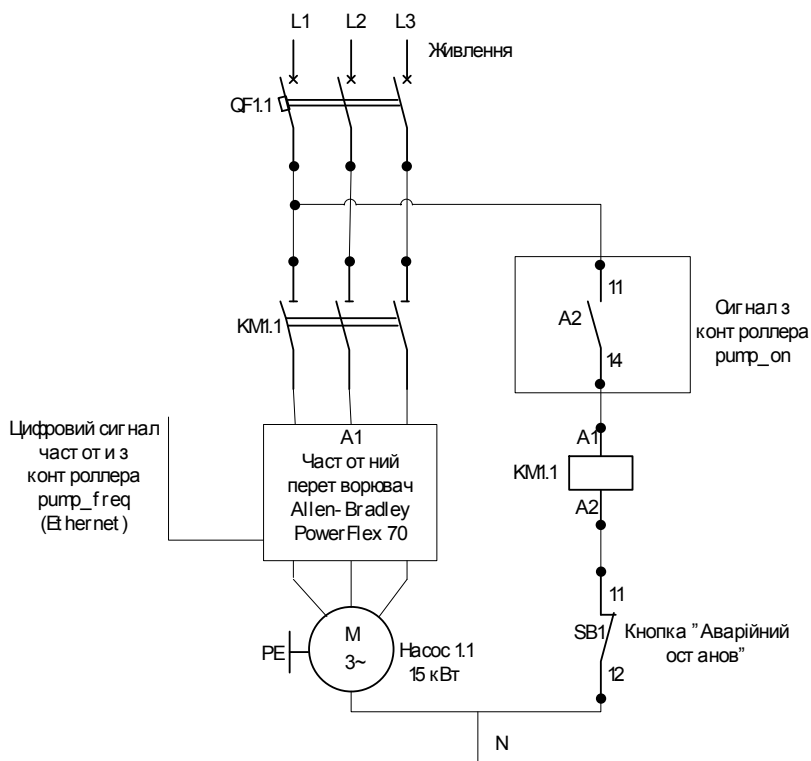 L1 L2 L3
Живлення
QF1.1
11
A2
14
Сигнал з
контроллера
pump_on
KM1.1
Цифровий сигнал
частоти з
контроллера
pump_freq
(Ethernet)
A1
Частотний
перетворювач
Allen-Bradley
PowerFlex 70
A1
KM1.1
A2
11
SB1
12
Кнопка "Аварійний
останов"
M
3~
PE
Насос 1.1
15 кВт
N